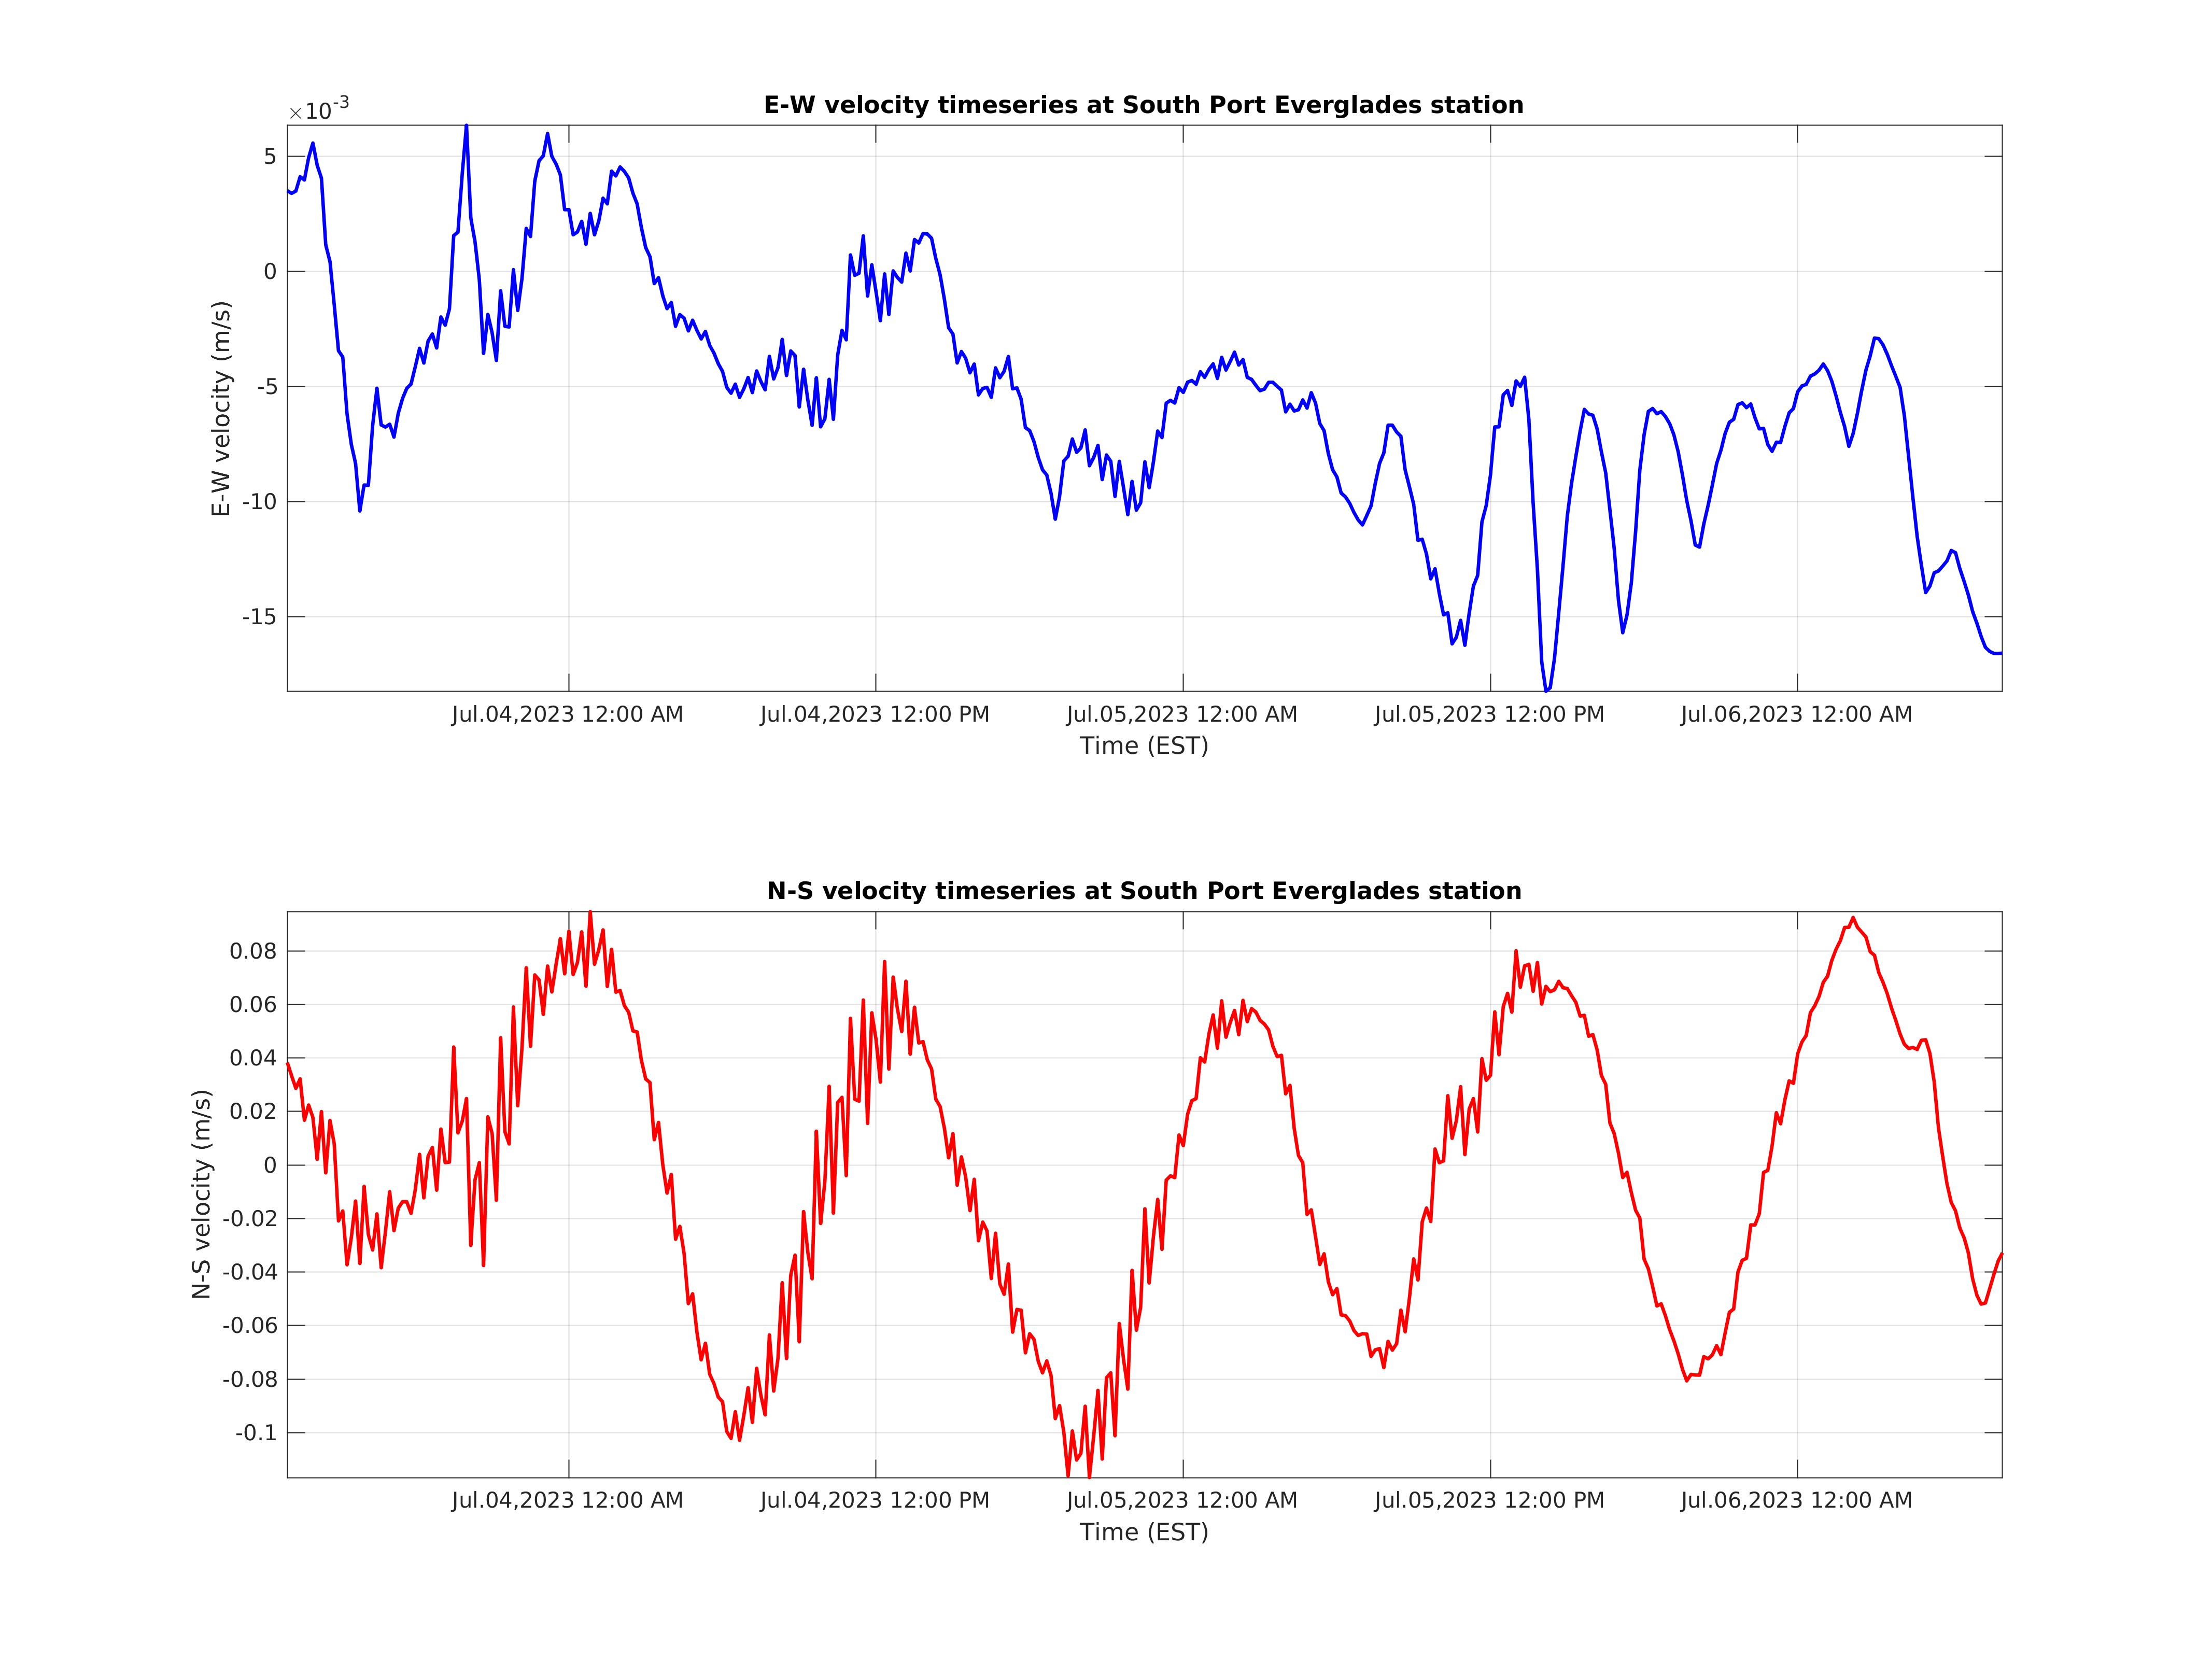 ×10-3
E-W velocity timeseries at South Port Everglades station
5
0
-5
-10
-15
E-W velocity (m/s)
Jul.04,2023 12:00 AM Jul.04,2023 12:00 PM Jul.05,2023 12:00 AM Jul.05,2023 12:00 PM Jul.06,2023 12:00 AM
Time (EST)
N-S velocity timeseries at South Port Everglades station
0.08
0.06
0.04
0.02
0
-0.02
-0.04
-0.06
-0.08
-0.1
N-S velocity (m/s)
Jul.04,2023 12:00 AM Jul.04,2023 12:00 PM Jul.05,2023 12:00 AM Jul.05,2023 12:00 PM Jul.06,2023 12:00 AM
Time (EST)